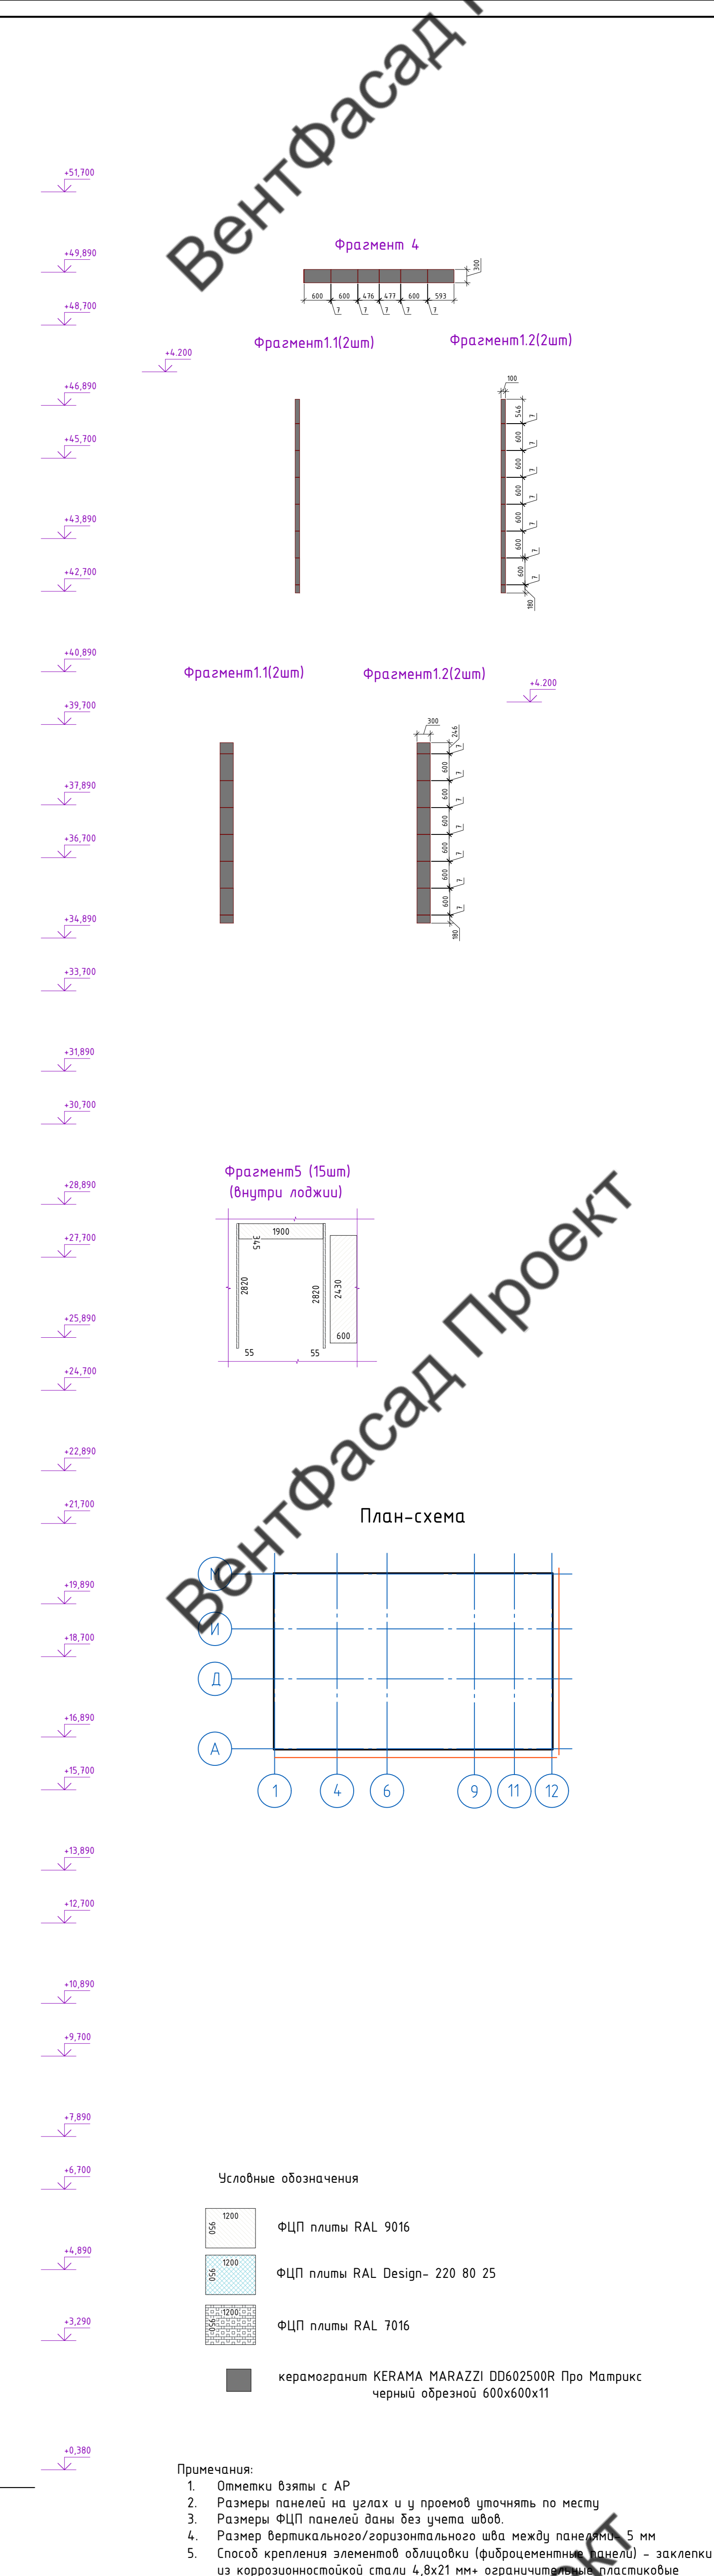 ВентФасад П
+51,700
+49,890
+48,700
+46,890
+45,700
+43,890
+42,700
+40,890
+39,700
+37,890
+36,700
+34,890
+33,700
+31,890
+30,700
+28,890
+27,700
+25,890
+24,700
+22,890
+21,700
+19,890
+18,700
+16,890
+15,700
+13,890
+12,700
+10,890
+9,700
+7,890
+6,700
+4,890
+3,290
+0,380
Фрагмент 4
300
600 600 476 477 600 593
7 7 7 7 7
+4.200
Фрагмент1.1(2шт)
Фрагмент1.2(2шт)
100
546
7
600
7
600
7
600
7
600
7
600
7
600
7
180
Фрагмент1.1(2шт)
Фрагмент1.2(2шт)
+4.200
300
246
7
600
7
600
7
600
7
600
7
600
7
600
7
180
ВентФасад Проект
Фрагмент5 (15шт)
(внутри лоджии)
1900
345
2820
2820
2430
600
55
55
План-схема
И
Д
А
1 4 6 9 11 12
Условные обозначения
1200
950
ФЦП плиты RAL 9016
1200
950
ФЦП плиты RAL Design- 220 80 25
1200
950
ФЦП плиты RAL 7016
керамогранит KERAMA MARAZZI DD602500R Про Матрикс
черный обрезной 600х600х11
Примечания:
1. Отметки взяты с АР
2. Размеры панелей на углах и у проемов уточнять по месту
3. Размеры ФЦП панелей даны без учета швов.
4. Размер вертикального/горизонтального шва между панелями- 5 мм
5. Способ крепления элементов облицовки (фиброцементные панели) - заклепки
из коррозионностойкой стали 4,8х21 мм+ ограничительные пластиковые